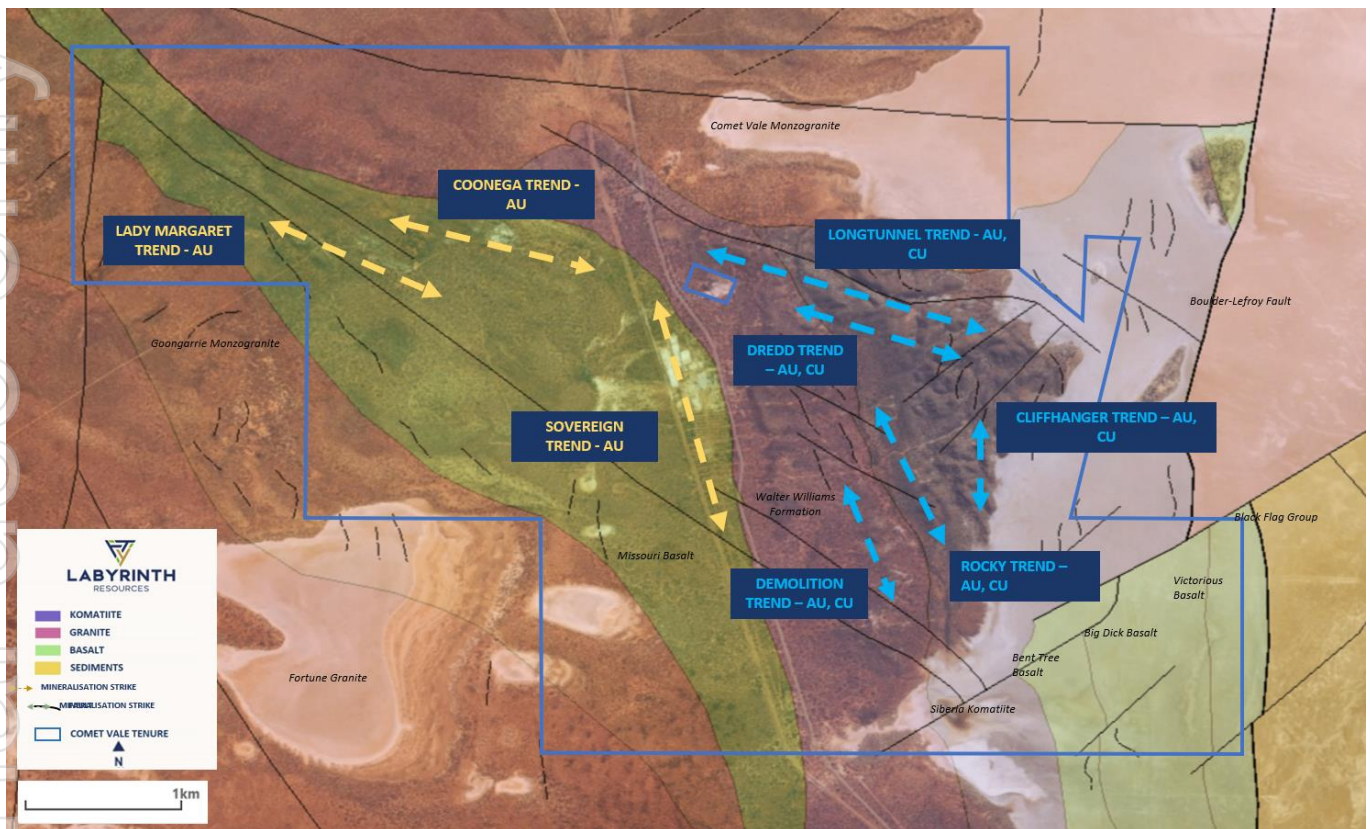 Comet Vale Monzogranite
COONEGA TREND -
AU
LADY MARGARET
TREND - AU
LONGTUNNEL TREND - AU,
CU
Boulder-Lefroy Fault
Goongarrie Monzogranite
DREDD TREND
– AU, CU
CLIFFHANGER TREND – AU,
CU
SOVEREIGN
TREND - AU
Walter Williams
Formation
Black Flag Group
Missouri Basalt
DEMOLITION
TREND – AU, CU
ROCKY TREND –
AU, CU
Victorious
Basalt
Big Dick Basalt
Bent Tree
Basalt
Fortune Granite
Siberia Komatiite
LABYRINTH
RESOURCES
KOMATIITE
GRANITE
BASALT
SEDIMENTS
MINERALISATION STRIKE
MINERALISATION STRIKE
COMET VALE TENURE
N
1km